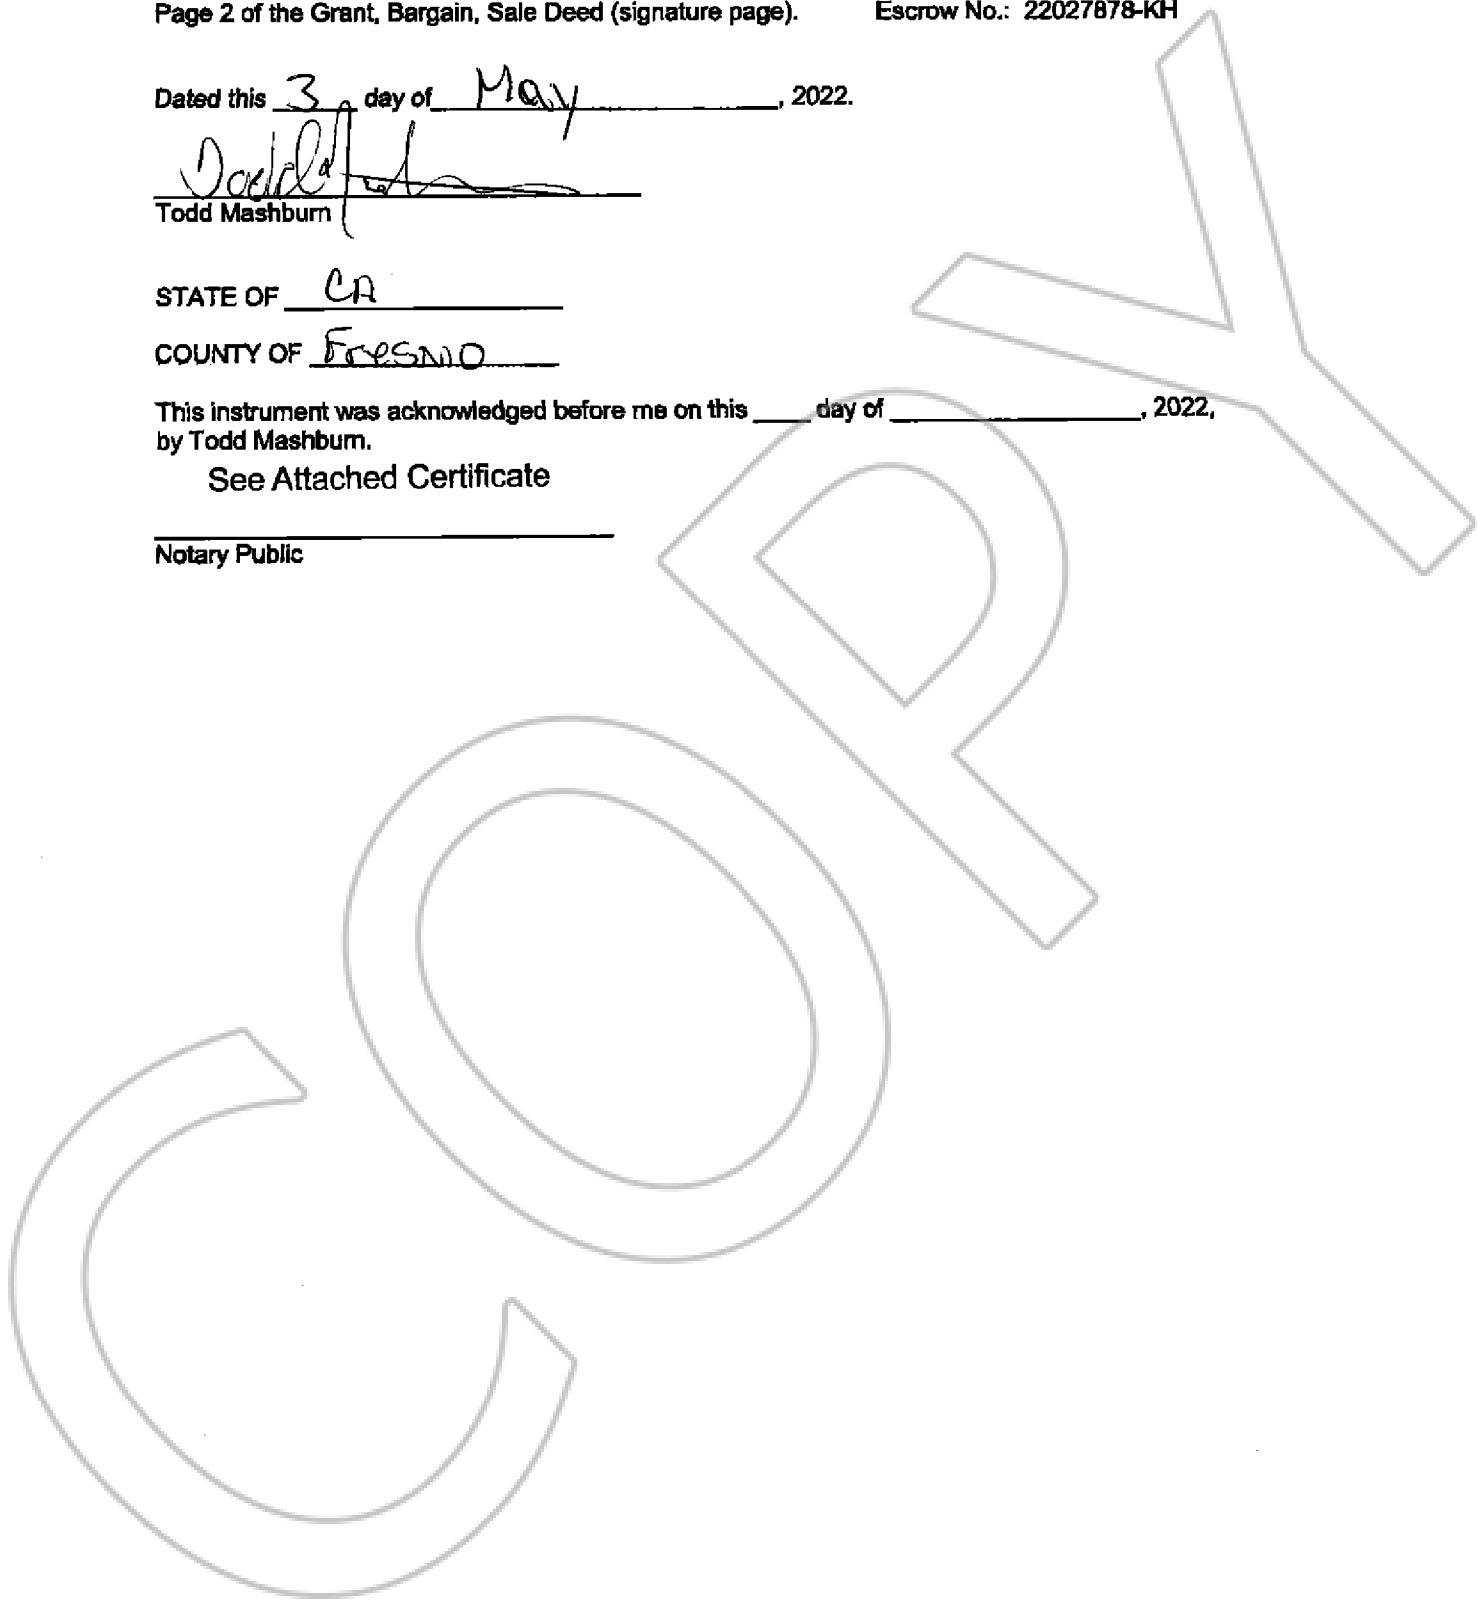 Page 2 of the Grant, Bargain, Sale Deed (signature page). Escrow No.: 22027878-KH
Dated this 3 day of May, 2022.
Todd Mashburn
STATE OF CA
COUNTY OF Fresno
This instrument was acknowledged before me on this ____ day of ____________, 2022,
by Todd Mashburn.
See Attached Certificate
Notary Public
COPY